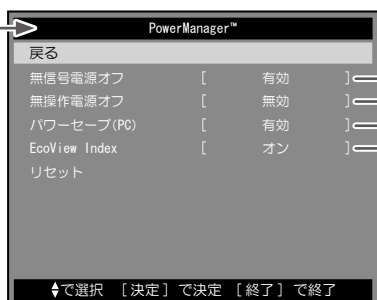 PowerManager™
戻る
無信号電源オフ [ 有効 ]
無操作電源オフ [ 無効 ]
パワーセーブ(PC) [ 有効 ]
EcoView Index [ オン ]
リセット
♦で選択 [決定] で決定 [終了] で終了